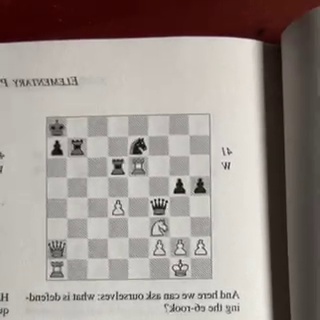 ELEMENTARY P
41
W
And here we can ask ourselves: what is defend-
ing the e6-rook?